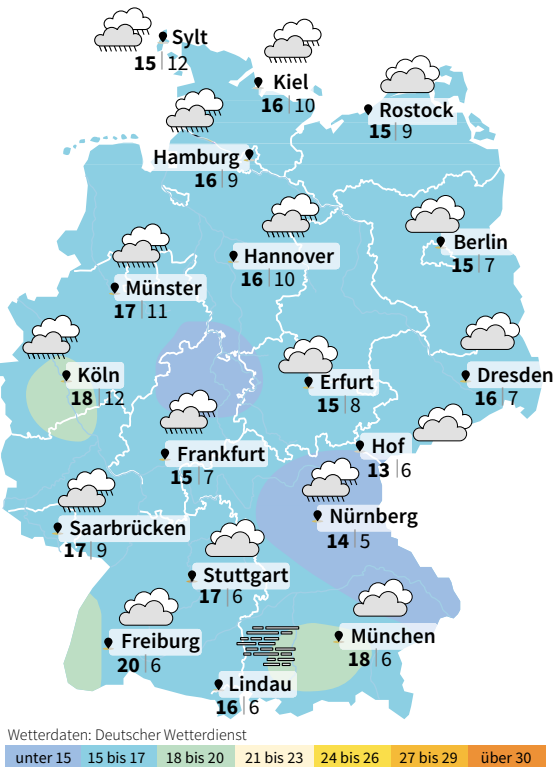 Sylt
15 | 12
Kiel
16 | 10
Rostock
15 | 9
Hamburg
16 | 9
Hannover
16 | 10
Berlin
15 | 7
Münster
17 | 11
Köln
18 | 12
Erfurt
15 | 8
Dresden
16 | 7
Frankfurt
15 | 7
Hof
13 | 6
Saarbrücken
17 | 9
Nürnberg
14 | 5
Stuttgart
17 | 6
Freiburg
20 | 6
München
18 | 6
Lindau
16 | 6
Wetterdaten: Deutscher Wetterdienst
unter 15 15 bis 17 18 bis 20 21 bis 23 24 bis 26 27 bis 29 über 30